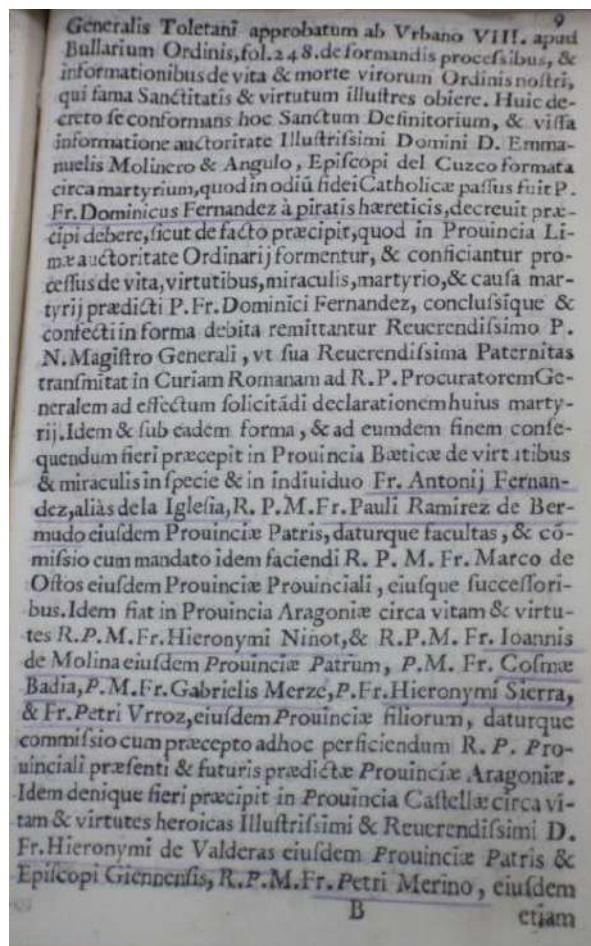 9
Generalis Toletani approbatum ab Vrbano VIII. apud
Bullarium Ordinis, fol. 248. de formandis processibus, &
informationibus de vita & morte virorum Ordinis nostri,
qui fama Sanctitatis & virtutum illustres obiere. Huic de-
creto se conformans hoc Sanctum Definitorium, & vissa
informatione auctoritate Illustrissimi Domini D. Emma-
nuelis Molinero & Angulo, Episcopi del Cuzco formata
circa martyrium, quod in odiũ fidei Catholicæ passus fuit P.
Fr. Dominicus Fernandez à piratis hæreticis, decreuit præ-
cipi debere, sicut de facto præcipit, quod in Prouincia Li-
mæ auctoritate Ordinarij formentur, & conficiantur pro-
cessus de vita, virtutibus, miraculis, martyrio, & causa mar-
tyrij prædicti P. Fr. Dominici Fernandez, conclussique &
confecti in forma debita remittantur Reuerendissimo P.
N. Magistro Generali, vt sua Reuerendissima Paternitas
transmitat in Curiam Romanam ad R. P. Procuratorem Ge-
neralem ad effectum solicitãdi declarationem huius marty-
rij. Idem & sub eadem forma, & ad eumdem finem conse-
quendum fieri præcepit in Prouincia Bæticæ de virtutibus
& miraculis in specie & in indiuiduo Fr. Antonij Fernan-
dez, aliàs de la Iglesia, R. P. M. Fr. Pauli Ramirez de Ber-
mudo eiusdem Prouinciæ Patris, daturque facultas, & cõ-
missio cum mandato idem faciendi R. P. M. Fr. Marco de
Ostos eiusdem Prouinciæ Prouinciali, eiusque successori-
bus. Idem fiat in Prouincia Aragoniæ circa vitam & virtu-
tes R. P. M. Fr. Hieronymi Ninot, & R. P. M. Fr. Ioannis
de Molina eiusdem Prouinciæ Patrum, P. M. Fr. Cosmæ
Badia, P. M. Fr. Gabrielis Merze, P. Fr. Hieronymi Sierra,
& Fr. Petri Vrroz, eiusdem Prouinciæ filiorum, daturque
commissio cum præcepto adhoc perficiendum R. P. Pro-
uinciali præsenti & futuris prædictæ Prouinciæ Aragoniæ.
Idem denique fieri præcipit in Prouincia Castellæ circa vi-
tam & virtutes heroicas Illustrissimi & Reuerendissimi D.
Fr. Hieronymi de Valderas eiusdem Prouinciæ Patris &
Episcopi Giennensis, R. P. M. Fr. Petri Merino, eiusdem
B etiam